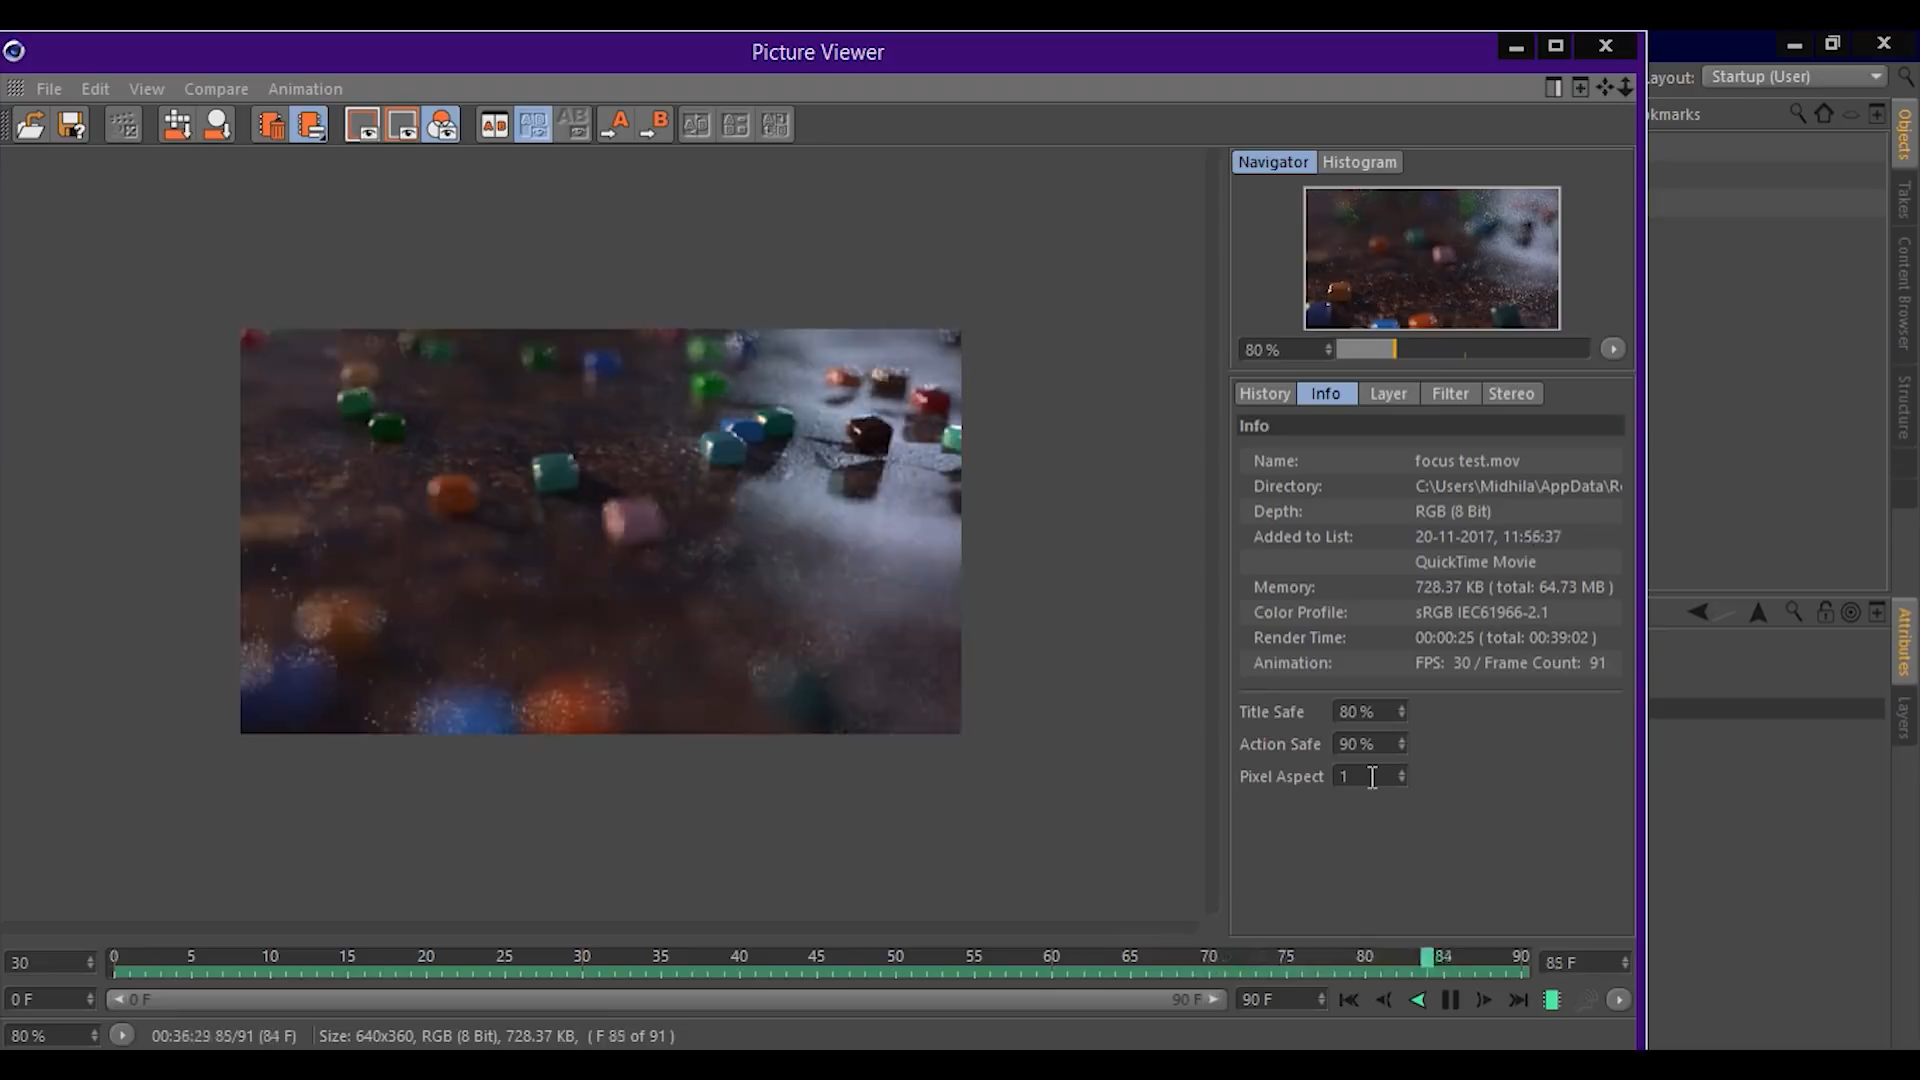 Picture Viewer
File Edit View Compare Animation
ayout: Startup (User)
kmarks
Navigator Histogram
80 %
History Info Layer Filter Stereo
Info
Name: focus test.mov
Directory: C:\Users\Midhila\AppData\R
Depth: RGB (8 Bit)
Added to List: 20-11-2017, 11:56:37
QuickTime Movie
Memory: 728.37 KB ( total: 64.73 MB )
Color Profile: sRGB IEC61966-2.1
Render Time: 00:00:25 ( total: 00:39:02 )
Animation: FPS: 30 / Frame Count: 91
Title Safe 80 %
Action Safe 90 %
Pixel Aspect 1
Objects
Takes
Content Browser
Structure
Attributes
Layers
30 0 5 10 15 20 25 30 35 40 45 50 55 60 65 70 75 80 84 90 85 F
0 F 0 F 90 F 90 F
80 % 00:36:29 85/91 (84 F) Size: 640x360, RGB (8 Bit), 728.37 KB, ( F 85 of 91 )